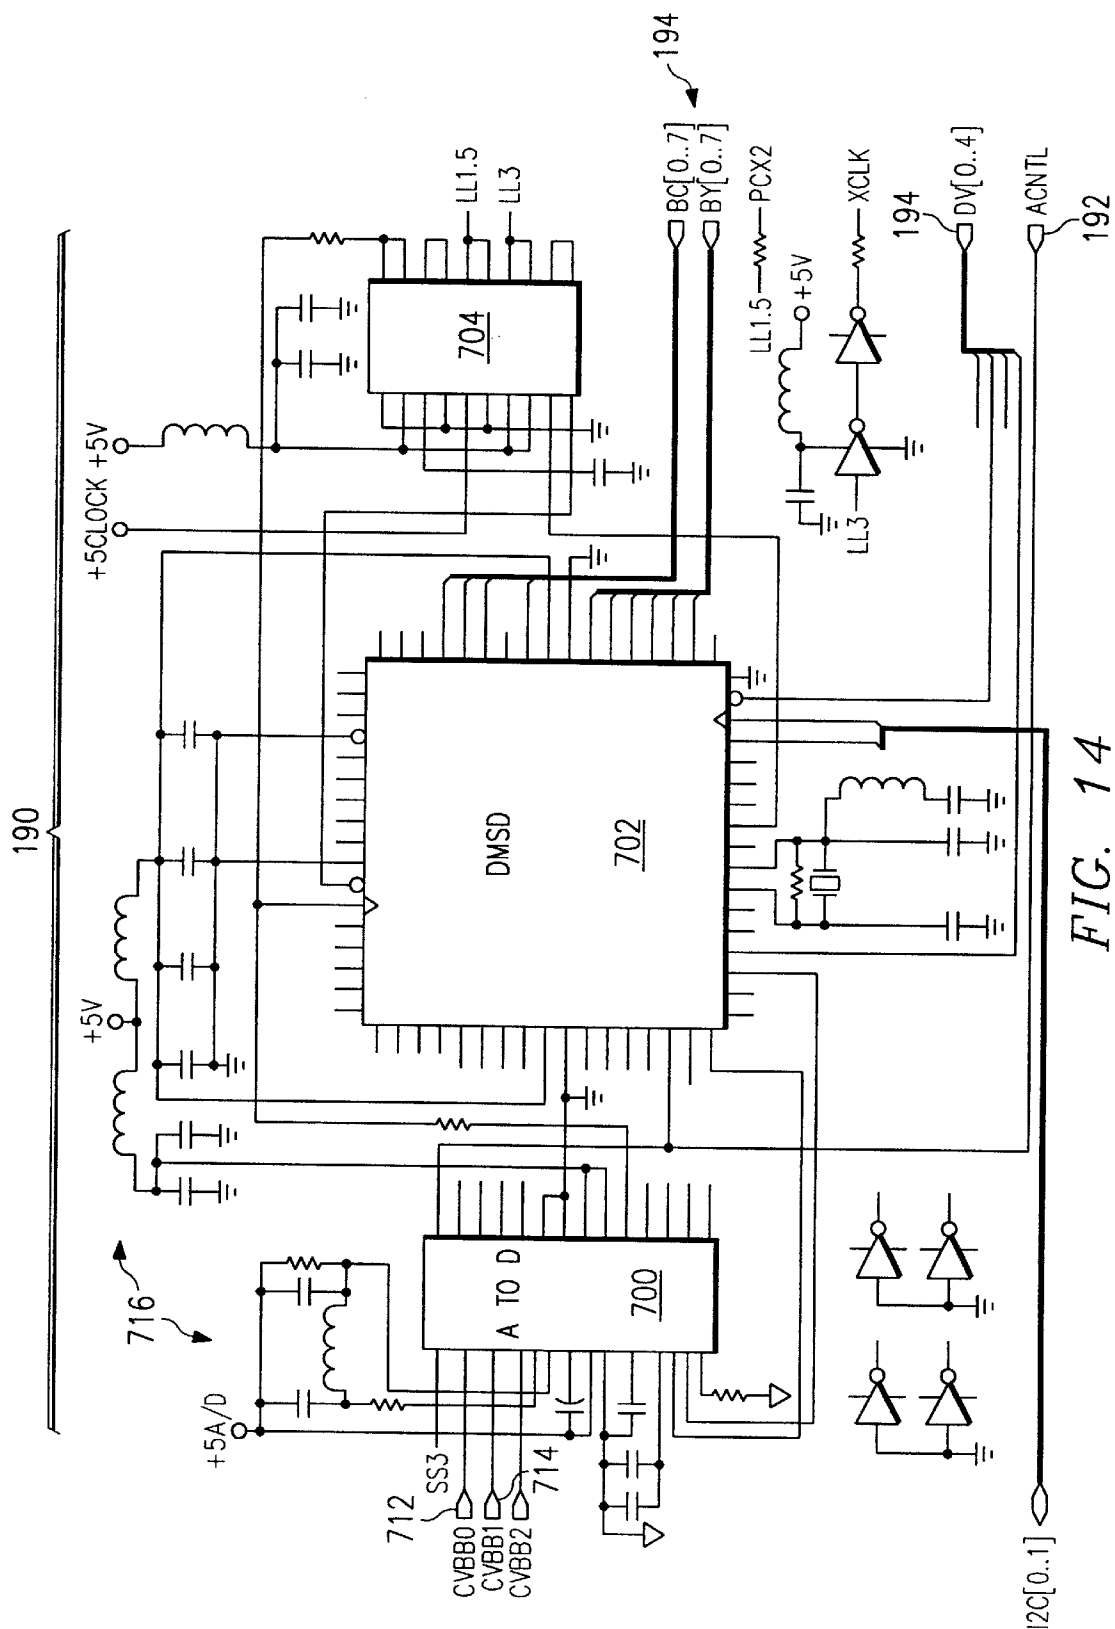 190
716
+5A/D
+5V
+5CLOCK
+5V
SS3
712
CVBB0
CVBB1
714
CVBB2
A TO D
700
DMSD
702
704
LL1.5
LL3
194
BC[0..7]
BY[0..7]
LL1.5
PCX2
+5V
LL3
XCLK
194
DV[0..4]
ACNTL
192
I2C[0..1]
FIG. 14